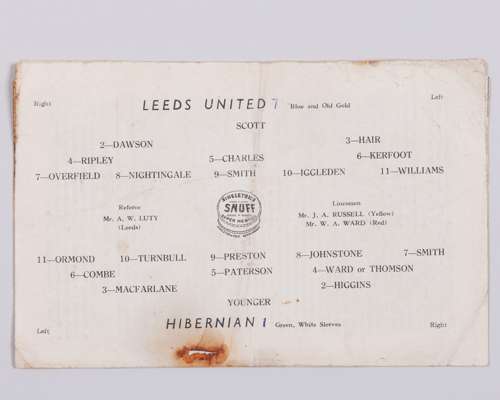 Right LEEDS UNITED 7 Blue and Old Gold Left
SCOTT
2—DAWSON 3—HAIR
4—RIPLEY 5—CHARLES 6—KERFOOT
7—OVERFIELD 8—NIGHTINGALE 9—SMITH 10—IGGLEDEN 11—WILLIAMS
Referee
Mr. A. W. LUTY
(Leeds)
SINGLETON'S
SNUFF
SUPER MENTHOL
Linesmen
Mr. J. A. RUSSELL (Yellow)
Mr. W. A. WARD (Red)
11—ORMOND 10—TURNBULL 9—PRESTON 8—JOHNSTONE 7—SMITH
6—COMBE 5—PATERSON 4—WARD or THOMSON
3—MACFARLANE 2—HIGGINS
YOUNGER
Left HIBERNIAN 1 Green, White Sleeves Right